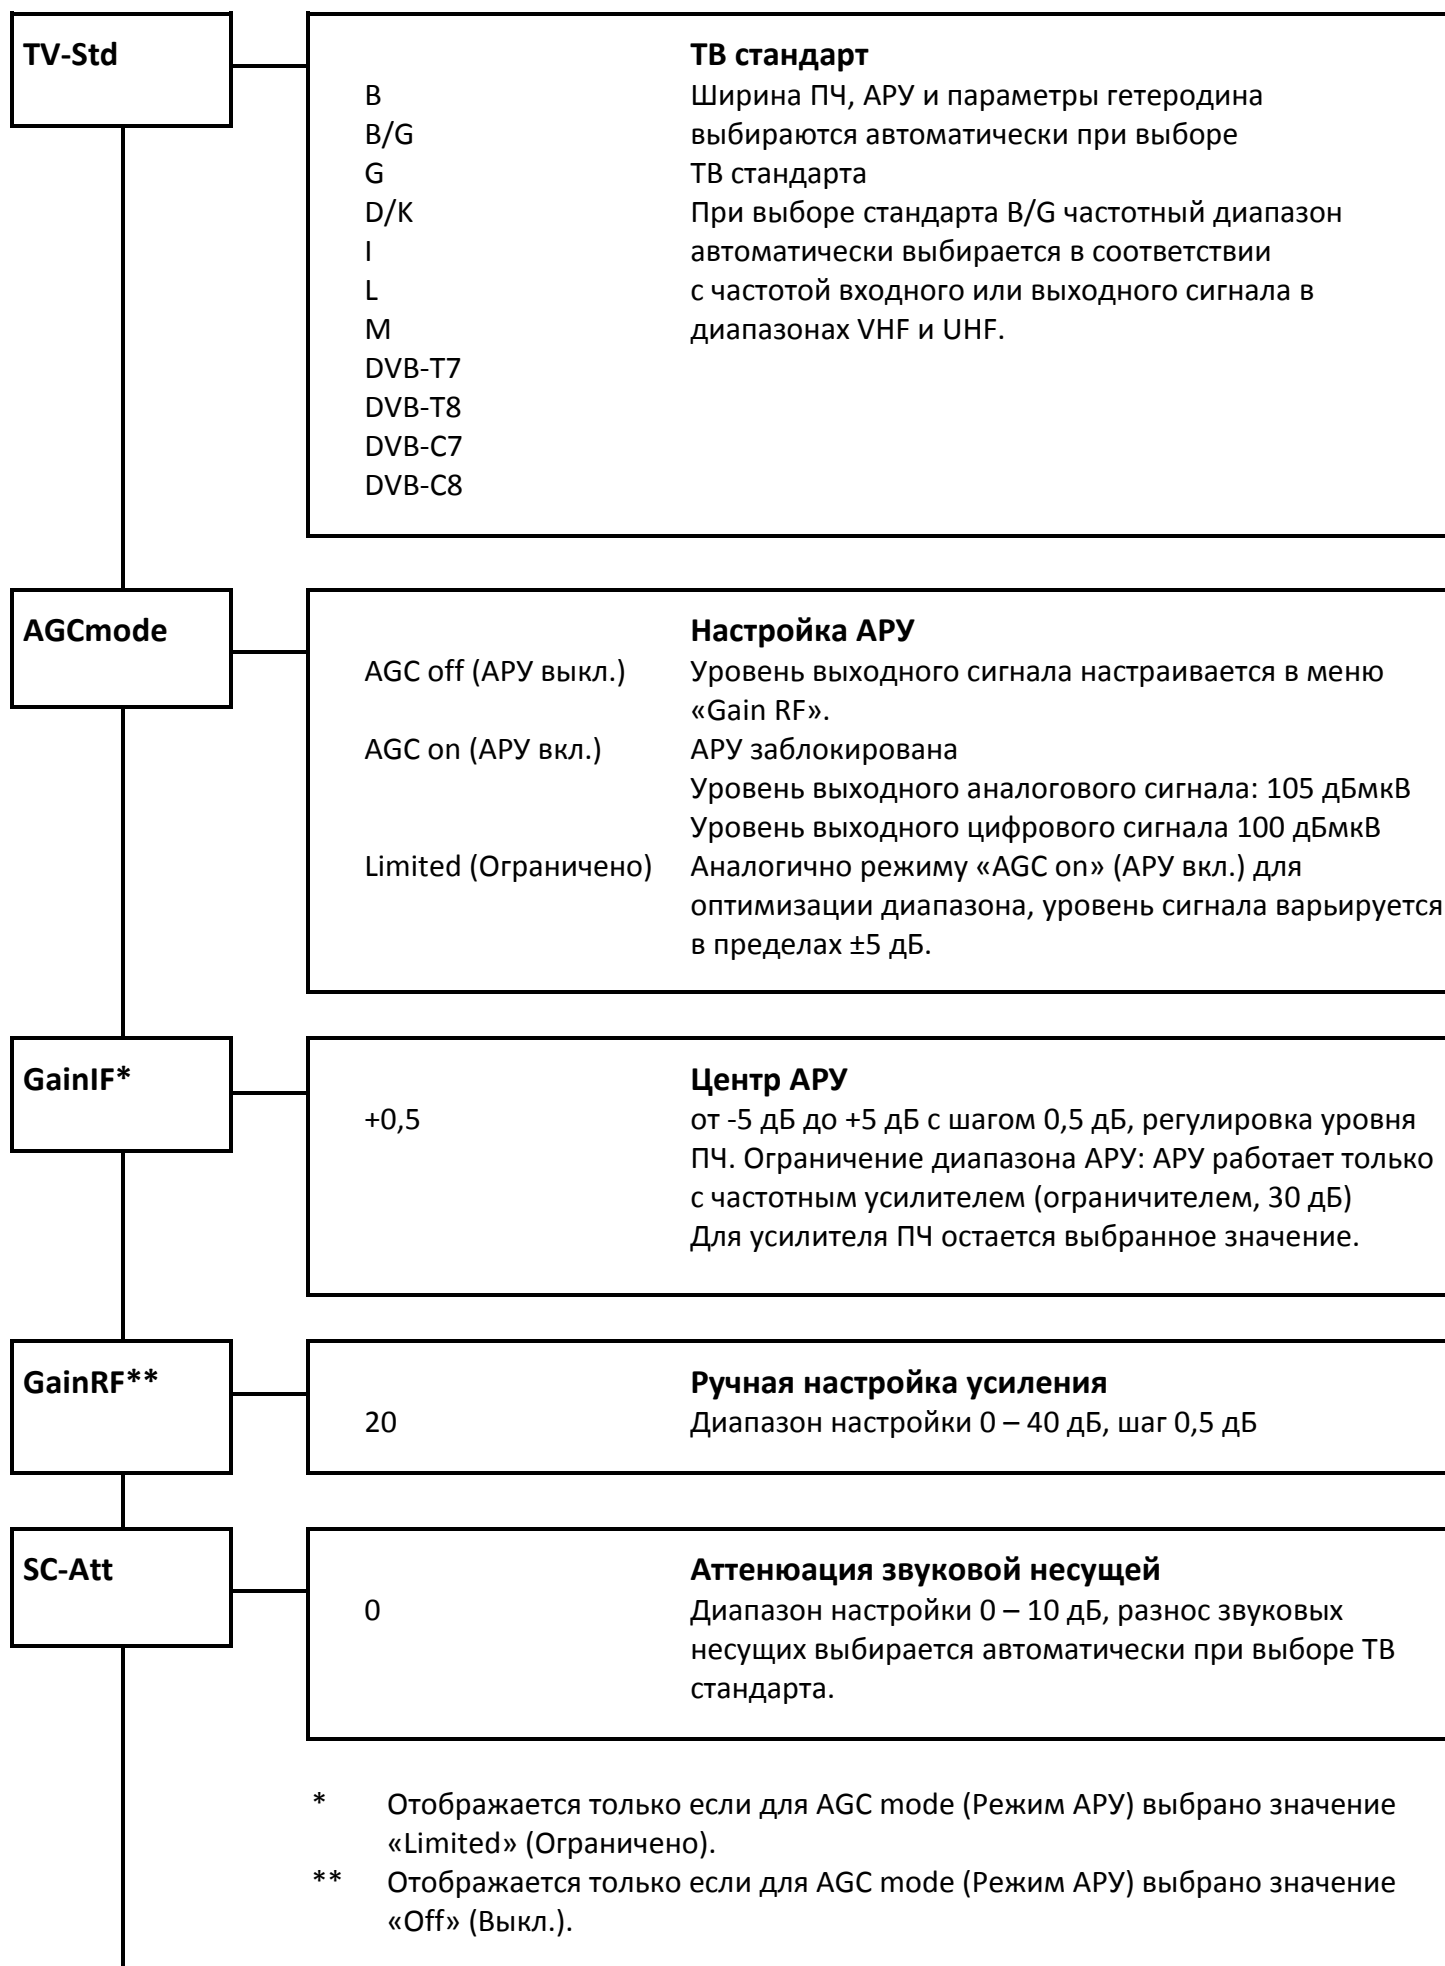 TV-Std
ТВ стандарт
B Ширина ПЧ, АРУ и параметры гетеродина
B/G выбираются автоматически при выборе
G ТВ стандарта
D/K При выборе стандарта B/G частотный диапазон
I автоматически выбирается в соответствии
L с частотой входного или выходного сигнала в
M диапазонах VHF и UHF.
DVB-T7
DVB-T8
DVB-C7
DVB-C8
AGCmode
Настройка АРУ
AGC off (АРУ выкл.) Уровень выходного сигнала настраивается в меню
«Gain RF».
AGC on (АРУ вкл.) АРУ заблокирована
Уровень выходного аналогового сигнала: 105 дБмкВ
Уровень выходного цифрового сигнала 100 дБмкВ
Limited (Ограничено) Аналогично режиму «AGC on» (АРУ вкл.) для
оптимизации диапазона, уровень сигнала варьируется
в пределах ±5 дБ.
GainIF*
Центр АРУ
+0,5 от -5 дБ до +5 дБ с шагом 0,5 дБ, регулировка уровня
ПЧ. Ограничение диапазона АРУ: АРУ работает только
с частотным усилителем (ограничителем, 30 дБ)
Для усилителя ПЧ остается выбранное значение.
GainRF**
Ручная настройка усиления
20 Диапазон настройки 0 – 40 дБ, шаг 0,5 дБ
SC-Att
Аттенюация звуковой несущей
0 Диапазон настройки 0 – 10 дБ, разнос звуковых
несущих выбирается автоматически при выборе ТВ
стандарта.
* Отображается только если для AGC mode (Режим АРУ) выбрано значение
«Limited» (Ограничено).
** Отображается только если для AGC mode (Режим АРУ) выбрано значение
«Off» (Выкл.).